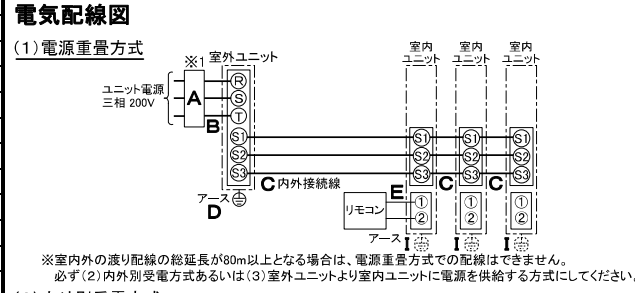 電気配線図
(1)電源重畳方式
※1 室外ユニット
室内ユニット 室内ユニット 室内ユニット
ユニット電源
三相 200V
A
B
R
S
T
S1 S1 S1 S1
S2 S2 S2 S2
S3 S3 S3 S3
C 内外接続線 C C
アース
D
リモコン
E
① ① ①
② ② ②
アース I I I
※室内外の渡り配線の総延長が80m以上となる場合は、電源重畳方式での配線はできません。
必ず(2)内外別受電方式あるいは(3)室外ユニットより室内ユニットに電源を供給する方式にしてください。